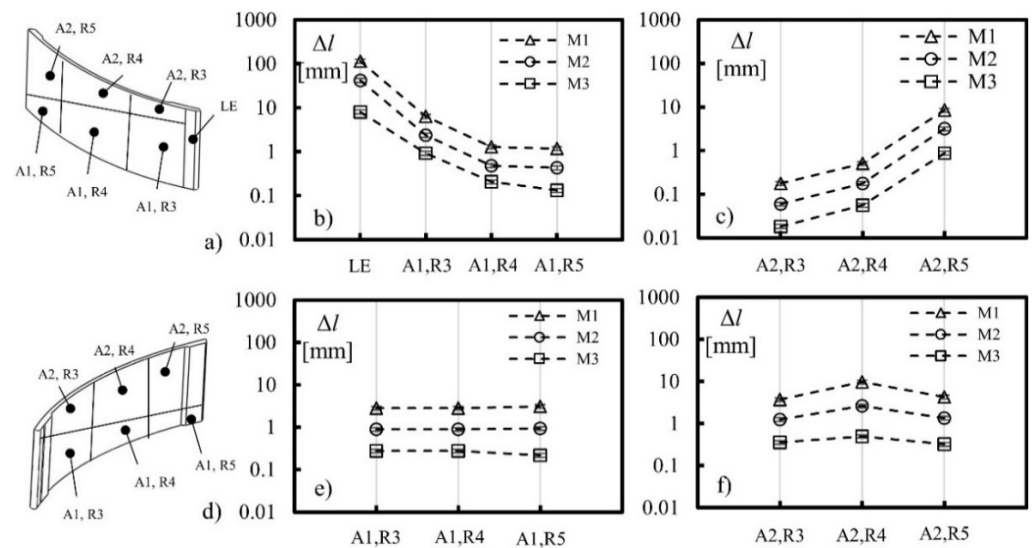 A2, R5
A2, R4
A2, R3
LE
A1, R5
A1, R4
A1, R3
a)
1000
100
10
1
0.1
0.01
Δl
[mm]
M1
M2
M3
b)
LE
A1,R3
A1,R4
A1,R5
1000
100
10
1
0.1
0.01
Δl
[mm]
M1
M2
M3
c)
A2,R3
A2,R4
A2,R5
A2, R5
A2, R4
A2, R3
A1, R5
A1, R4
A1, R3
d)
1000
100
10
1
0.1
0.01
Δl
[mm]
M1
M2
M3
e)
A1,R3
A1,R4
A1,R5
1000
100
10
1
0.1
0.01
Δl
[mm]
M1
M2
M3
f)
A2,R3
A2,R4
A2,R5